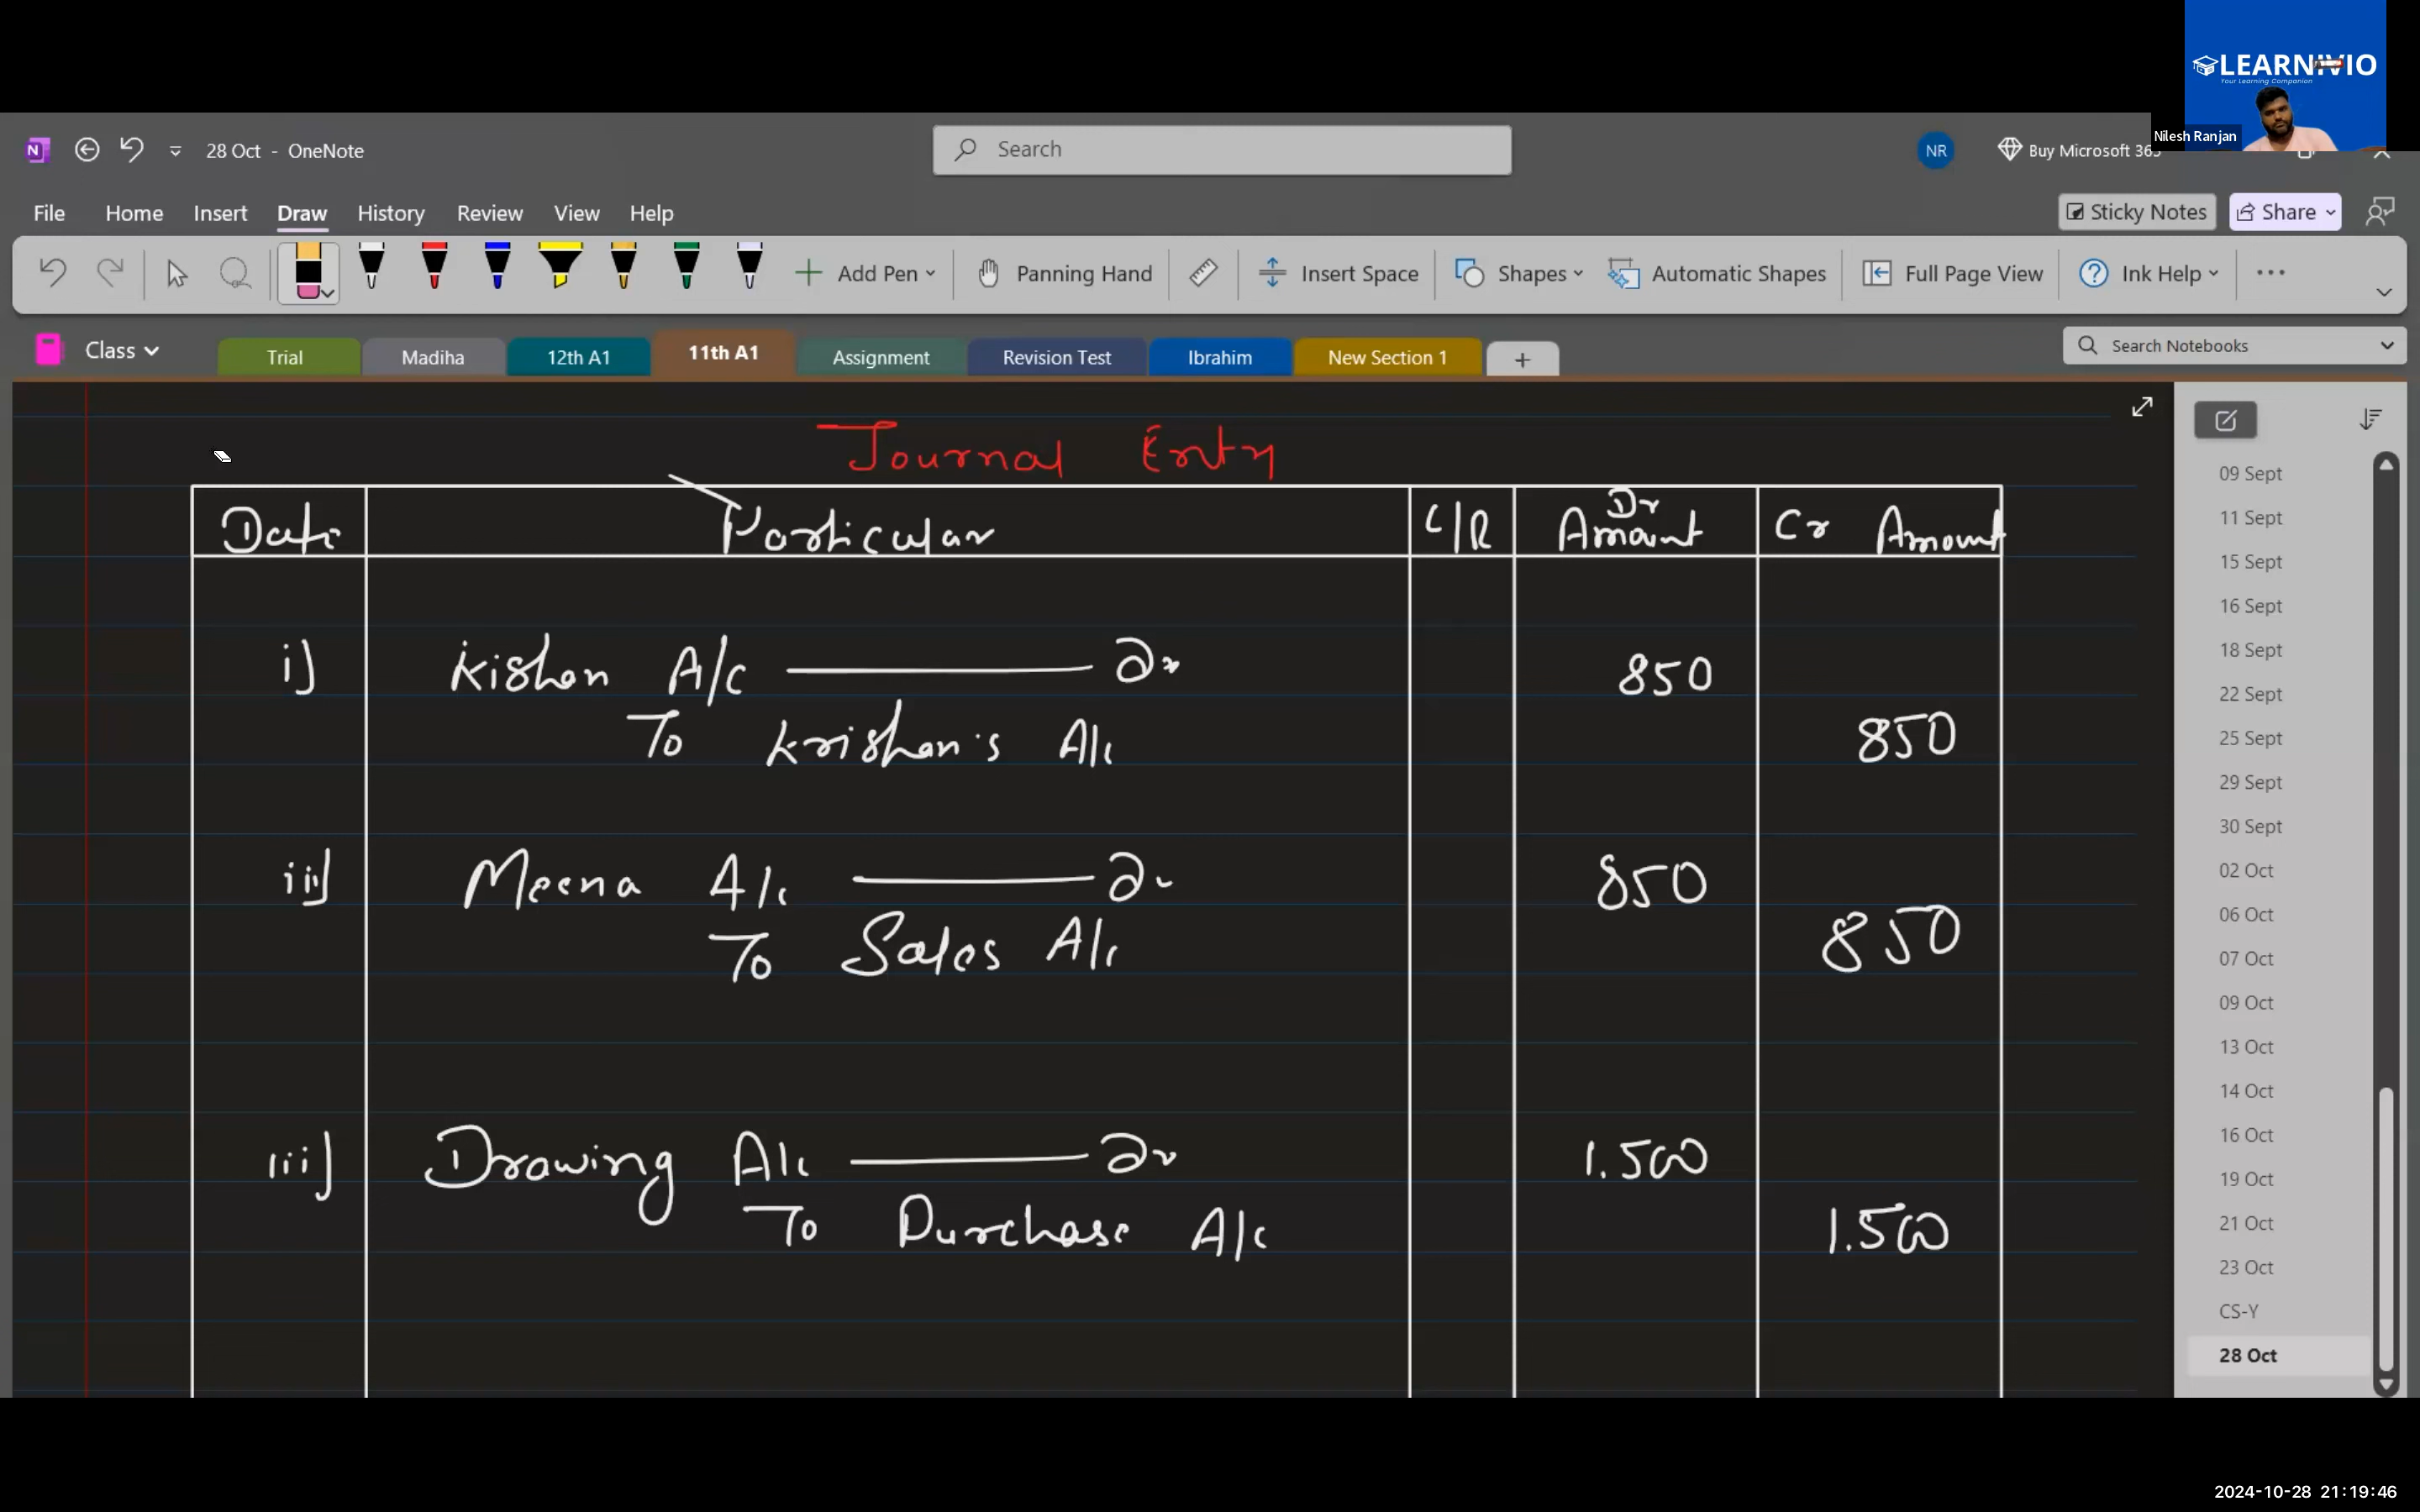 LEARNIVIO
Your Learning Companion
Nilesh Ranjan
28 Oct - OneNote
Search
NR
Buy Microsoft 365
File Home Insert Draw History Review View Help
Sticky Notes Share
Add Pen Panning Hand Insert Space Shapes Automatic Shapes Full Page View Ink Help
Class Trial Madiha 12th A1 11th A1 Assignment Revision Test Ibrahim New Section 1 +
Search Notebooks
Journal Entry
Date Particular L/R Dr Amount Cr Amount
i) Kishan A/c Dr 850
To Krishan's A/c 850
ii) Meena A/c Dr 850
To Sales A/c 850
iii) Drawing A/c Dr 1.500
To Purchase A/c 1.500
09 Sept
11 Sept
15 Sept
16 Sept
18 Sept
22 Sept
25 Sept
29 Sept
30 Sept
02 Oct
06 Oct
07 Oct
09 Oct
13 Oct
14 Oct
16 Oct
19 Oct
21 Oct
23 Oct
CS-Y
28 Oct
2024-10-28 21:19:46